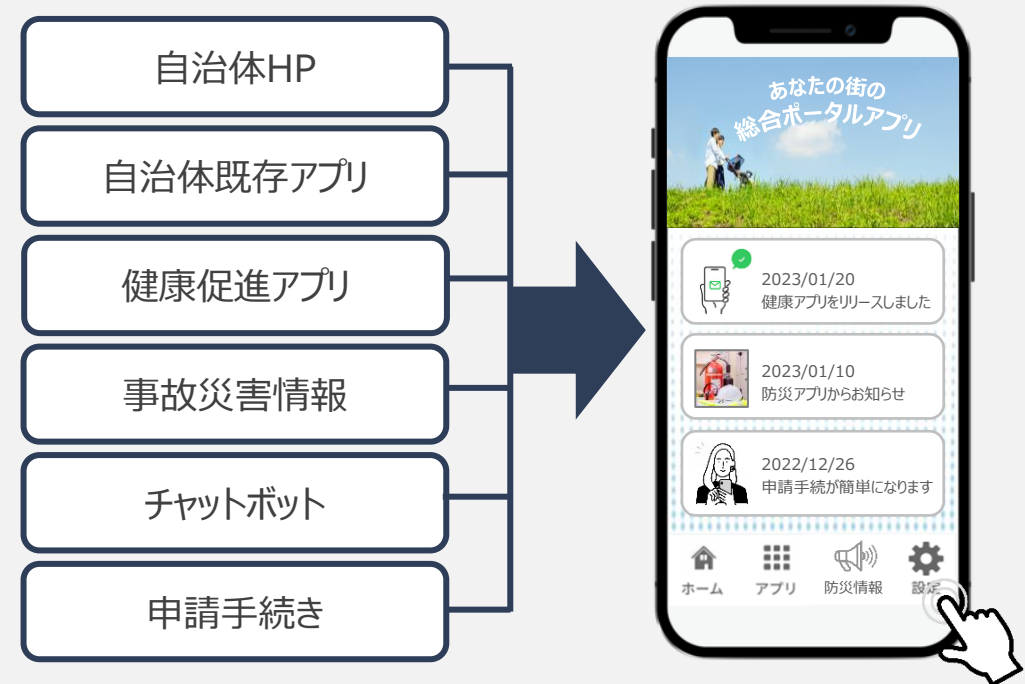 自治体HP
自治体既存アプリ
健康促進アプリ
事故災害情報
チャットボット
申請手続き
あなたの街の
総合ポータルアプリ
2023/01/20
健康アプリをリリースしました
2023/01/10
防災アプリからお知らせ
2022/12/26
申請手続が簡単になります
ホーム
アプリ
防災情報
設定